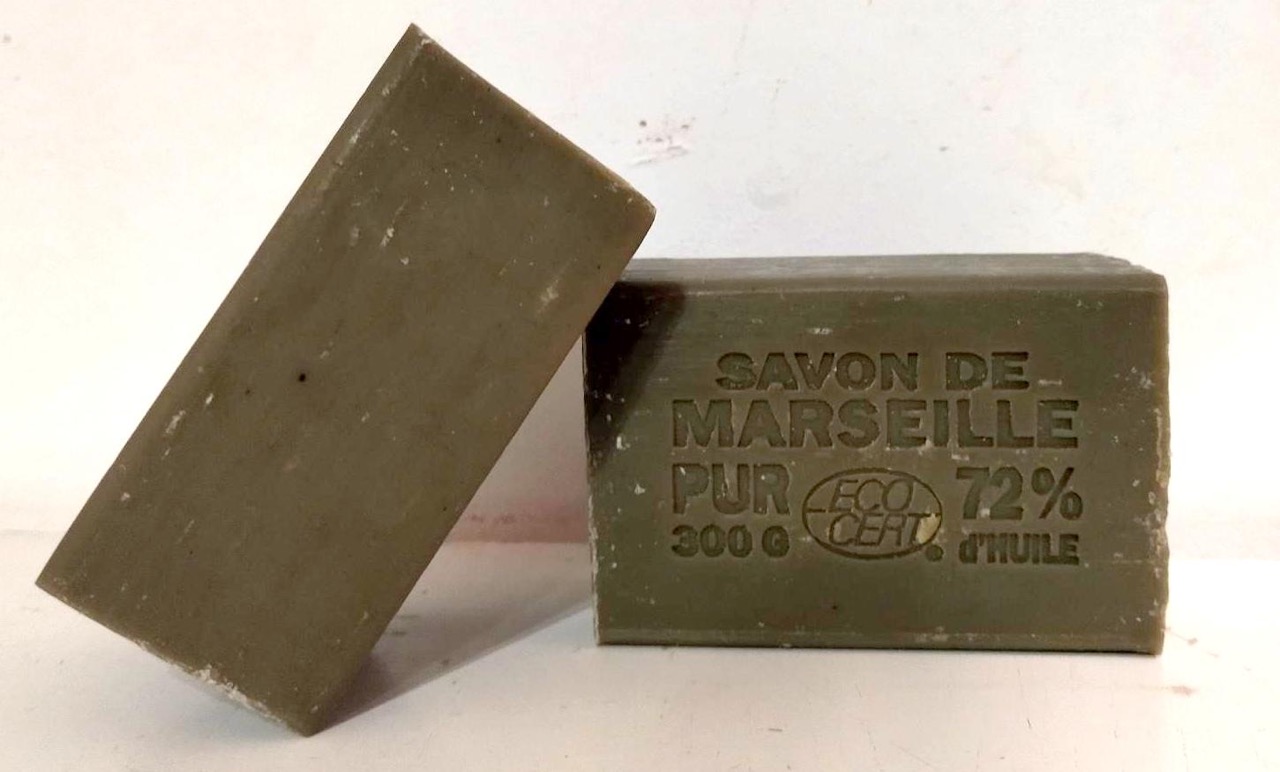 SAVON DE
MARSEILLE
PUR ECO CERT 72%
300 G d'HUILE